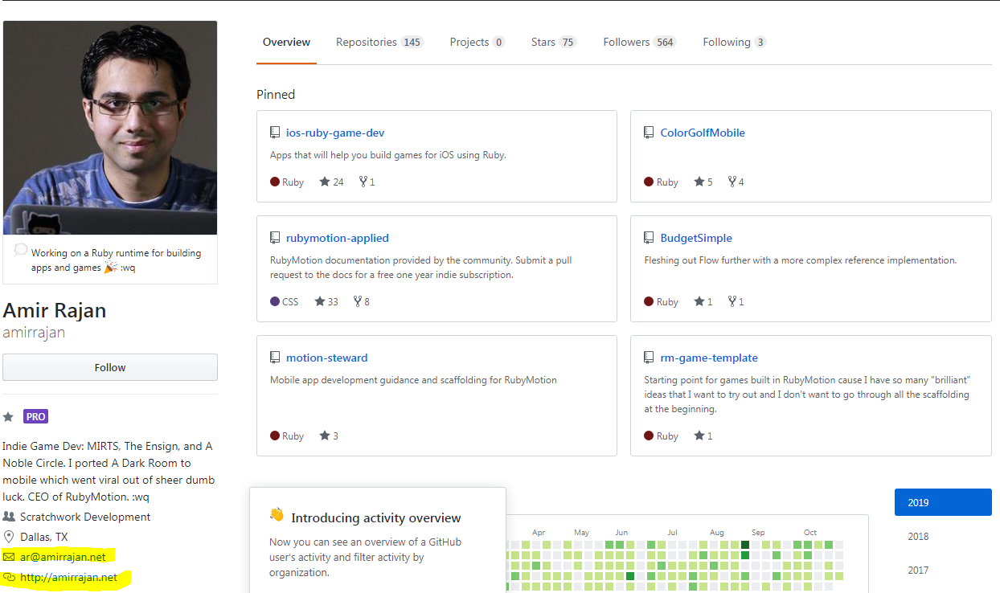 Overview
Repositories 145
Projects 0
Stars 75
Followers 564
Following 3
Working on a Ruby runtime for building
apps and games 🎉 :wq
Amir Rajan
amirrajan
Follow
PRO
Indie Game Dev: MIRTS, The Ensign, and A
Noble Circle. I ported A Dark Room to
mobile which went viral out of sheer dumb
luck. CEO of RubyMotion. :wq
Scratchwork Development
Dallas, TX
ar@amirrajan.net
http://amirrajan.net
Pinned
ios-ruby-game-dev
Apps that will help you build games for iOS using Ruby.
Ruby 24 1
ColorGolfMobile
Ruby 5 4
rubymotion-applied
RubyMotion documentation provided by the community. Submit a pull
request to the docs for a free one year indie subscription.
CSS 33 8
BudgetSimple
Fleshing out Flow further with a more complex reference implementation.
Ruby 1 1
motion-steward
Mobile app development guidance and scaffolding for RubyMotion
Ruby 3
rm-game-template
Starting point for games built in RubyMotion cause I have so many "brilliant"
ideas that I want to try out and I don't want to go through all the scaffolding
at the beginning.
Ruby 1
👋 Introducing activity overview
Now you can see an overview of a GitHub
user's activity and filter activity by
organization.
Apr May Jun Jul Aug Sep Oct
2019
2018
2017